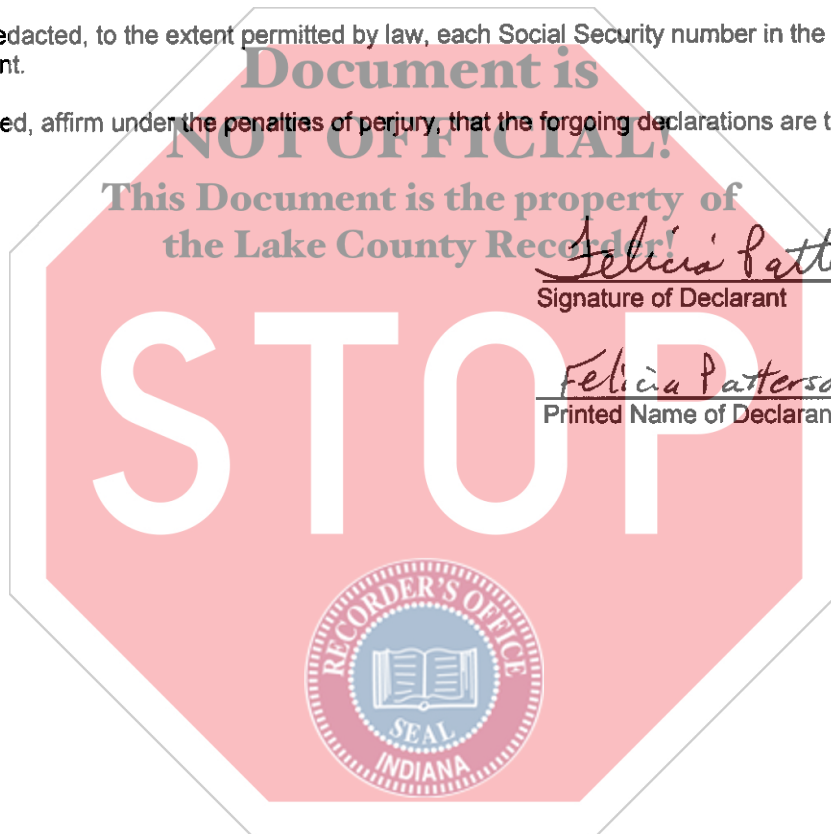 edacted, to the extent permitted by law, each Social Security number in the
nt.
Document is
ed, affirm under the penalties of perjury, that the forgoing declarations are t
NOT OFFICIAL!
This Document is the property of
the Lake County Recorder!
Felicia Patte
Signature of Declarant
Felicia Patterso
Printed Name of Declaran
STOP
RECORDER'S OFFICE
SEAL
INDIANA